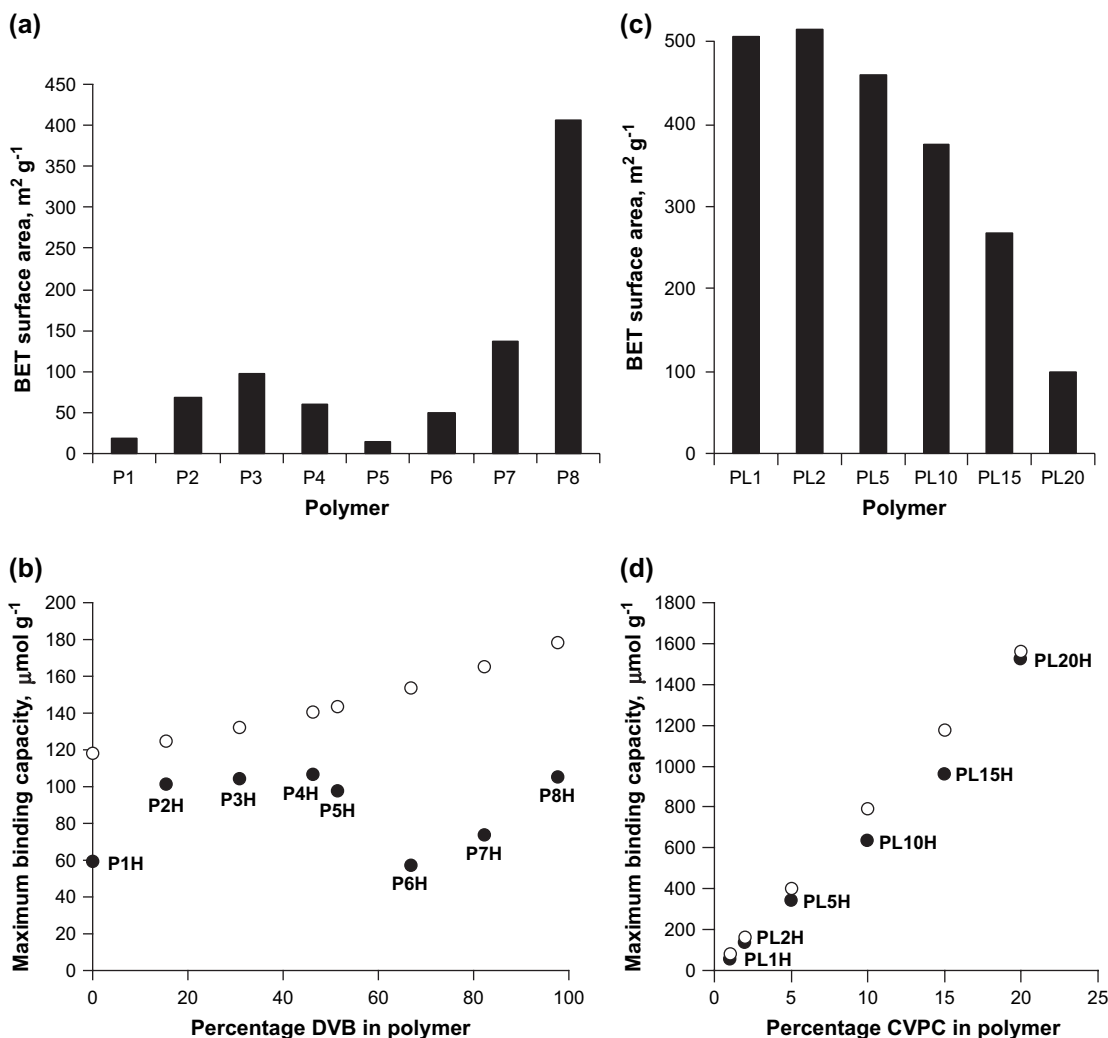 (a)
BET surface area, m² g⁻¹
450
400
350
300
250
200
150
100
50
0
P1 P2 P3 P4 P5 P6 P7 P8
Polymer
(c)
BET surface area, m² g⁻¹
500
400
300
200
100
0
PL1 PL2 PL5 PL10 PL15 PL20
Polymer
(b)
Maximum binding capacity, μmol g⁻¹
200
180
160
140
120
100
80
60
40
20
0
P1H
P2H
P3H
P4H
P5H
P6H
P7H
P8H
0 20 40 60 80 100
Percentage DVB in polymer
(d)
Maximum binding capacity, μmol g⁻¹
1800
1600
1400
1200
1000
800
600
400
200
0
PL20H
PL15H
PL10H
PL5H
PL2H
PL1H
0 5 10 15 20 25
Percentage CVPC in polymer